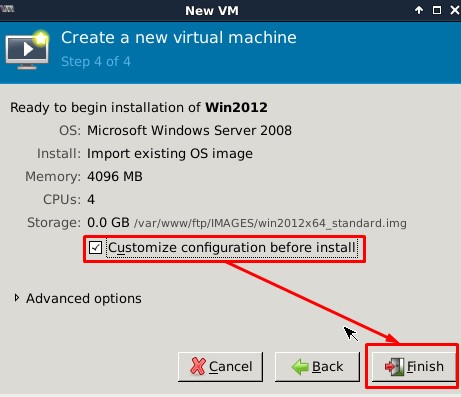 New VM
Create a new virtual machine
Step 4 of 4
Ready to begin installation of Win2012
OS: Microsoft Windows Server 2008
Install: Import existing OS image
Memory: 4096 MB
CPUs: 4
Storage: 0.0 GB /var/www/ftp/IMAGES/win2012x64_standard.img
Customize configuration before install
Advanced options
Cancel Back Finish